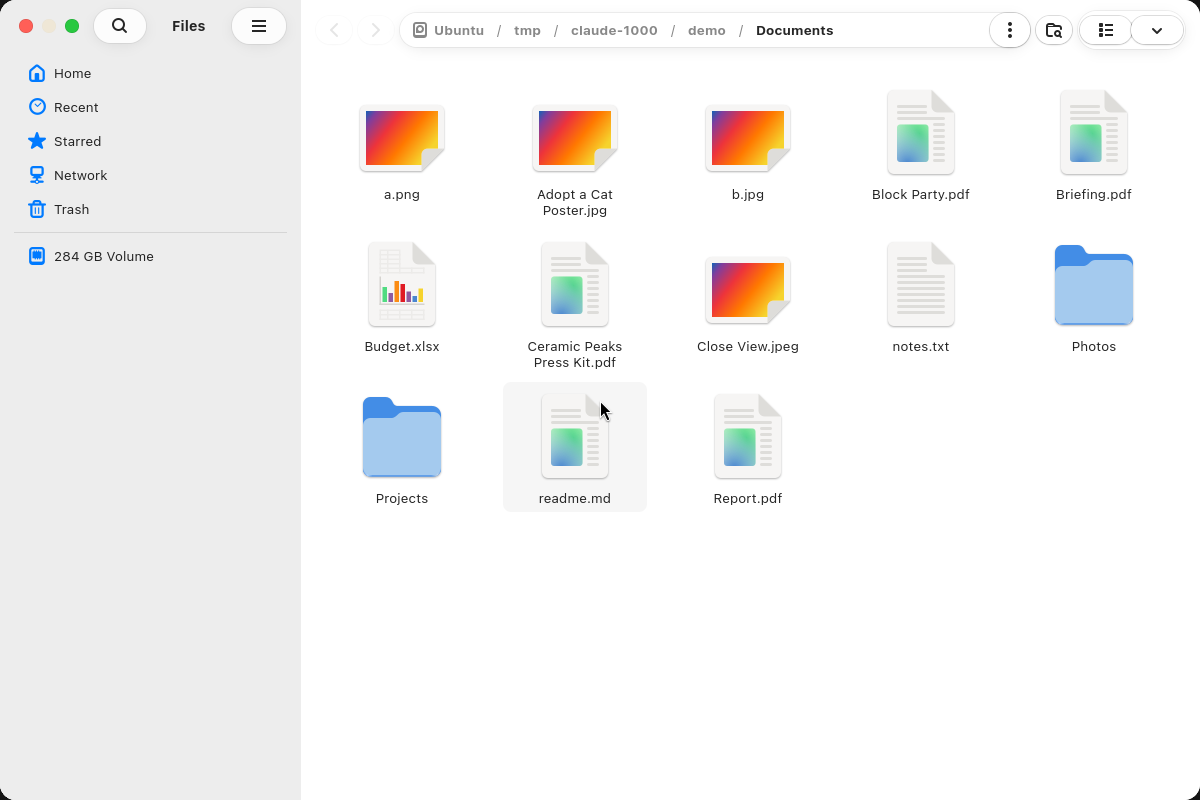 Files
Ubuntu / tmp / claude-1000 / demo / Documents
Home
Recent
Starred
Network
Trash
284 GB Volume
a.png
Adopt a Cat
Poster.jpg
b.jpg
Block Party.pdf
Briefing.pdf
Budget.xlsx
Ceramic Peaks
Press Kit.pdf
Close View.jpeg
notes.txt
Photos
Projects
readme.md
Report.pdf